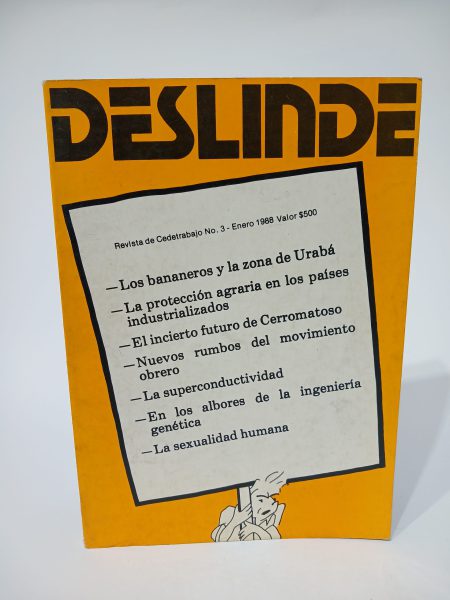 DESLINDE
Revista de Cedetrabajo No. 3 - Enero 1988 Valor $500
—Los bananeros y la zona de Urabá
—La protección agraria en los países
industrializados
—El incierto futuro de Cerromatoso
—Nuevos rumbos del movimiento
obrero
—La superconductividad
—En los albores de la ingeniería
genética
—La sexualidad humana